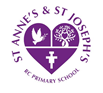 ST ANNE'S & ST JOSEPH'S
RC PRIMARY SCHOOL